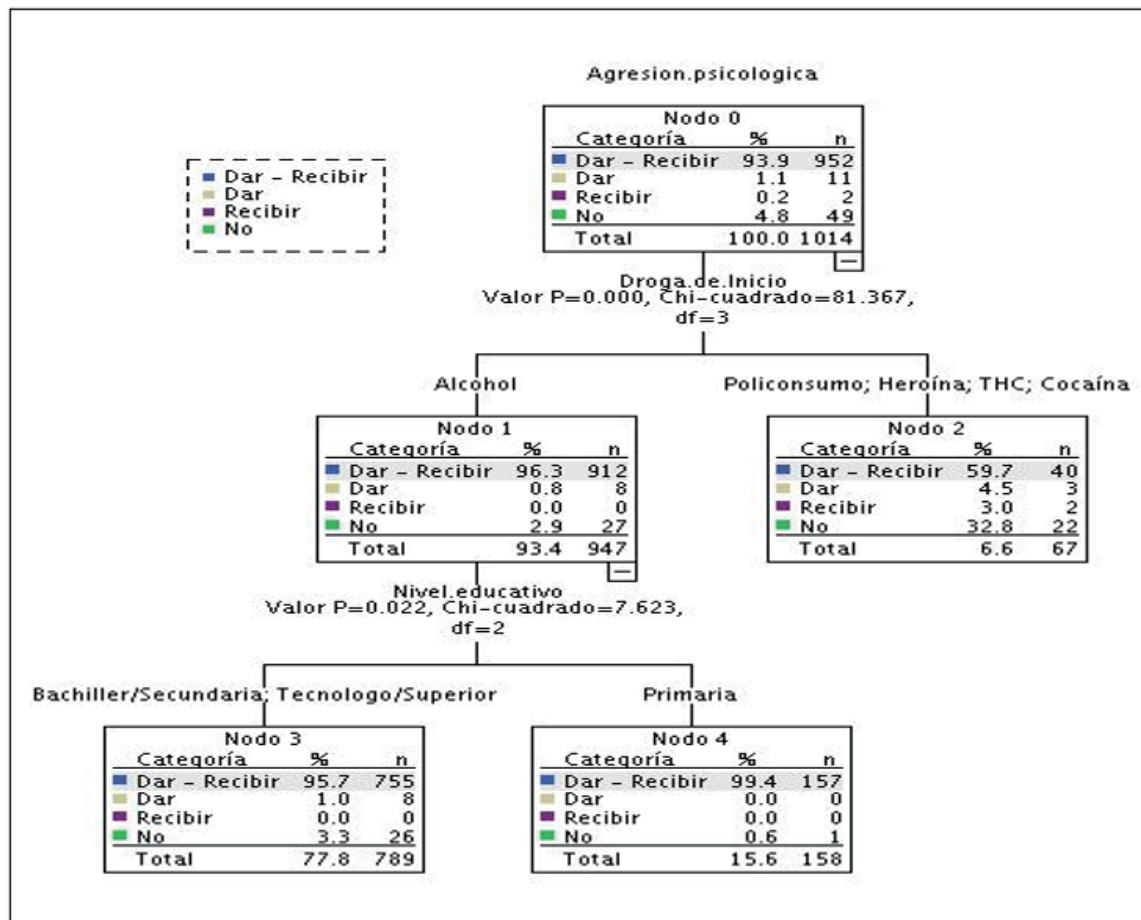 Agresion.psicologica
Dar - Recibir
Dar
Recibir
No
Nodo 0
Categoría % n
Dar - Recibir 93.9 952
Dar 1.1 11
Recibir 0.2 2
No 4.8 49
Total 100.0 1014
Droga.de.Inicio
Valor P=0.000, Chi-cuadrado=81.367,
df=3
Alcohol
Policonsumo; Heroína; THC; Cocaína
Nodo 1
Categoría % n
Dar - Recibir 96.3 912
Dar 0.8 8
Recibir 0.0 0
No 2.9 27
Total 93.4 947
Nodo 2
Categoría % n
Dar - Recibir 59.7 40
Dar 4.5 3
Recibir 3.0 2
No 32.8 22
Total 6.6 67
Nivel.educativo
Valor P=0.022, Chi-cuadrado=7.623,
df=2
Bachiller/Secundaria; Tecnologo/Superior
Primaria
Nodo 3
Categoría % n
Dar - Recibir 95.7 755
Dar 1.0 8
Recibir 0.0 0
No 3.3 26
Total 77.8 789
Nodo 4
Categoría % n
Dar - Recibir 99.4 157
Dar 0.0 0
Recibir 0.0 0
No 0.6 1
Total 15.6 158